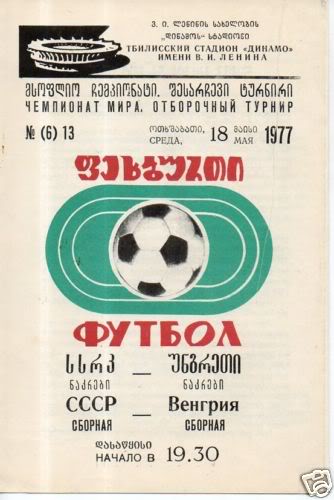 ვ. ი. ლენინის სახელობის
„დინამოს“ სტადიონი
ТБИЛИССКИЙ СТАДИОН «ДИНАМО»
ИМЕНИ В. И. ЛЕНИНА
მსოფლიო ჩემპიონატი. შესარჩევი ტურნირი
ЧЕМПИОНАТ МИРА. ОТБОРОЧНЫЙ ТУРНИР
№ (6) 13 ოთხშაბათი, 18 მაისი 1977
СРЕДА, МАЯ
ფეხბურთი
ФУТБОЛ
სსრკ — უნგრეთი
ნაკრები ნაკრები
СССР — Венгрия
СБОРНАЯ СБОРНАЯ
დასაწყისი
НАЧАЛО В 19.30
eb